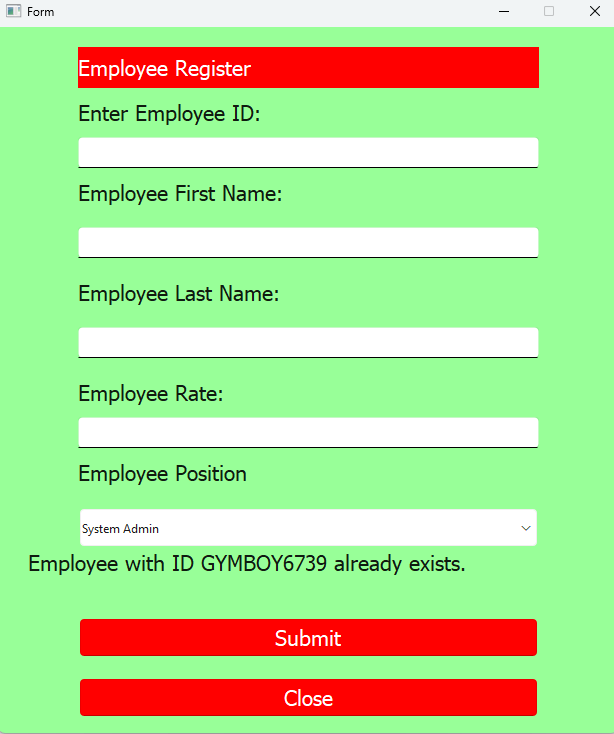 Form
Employee Register
Enter Employee ID:
Employee First Name:
Employee Last Name:
Employee Rate:
Employee Position
System Admin
Employee with ID GYMBOY6739 already exists.
Submit
Close